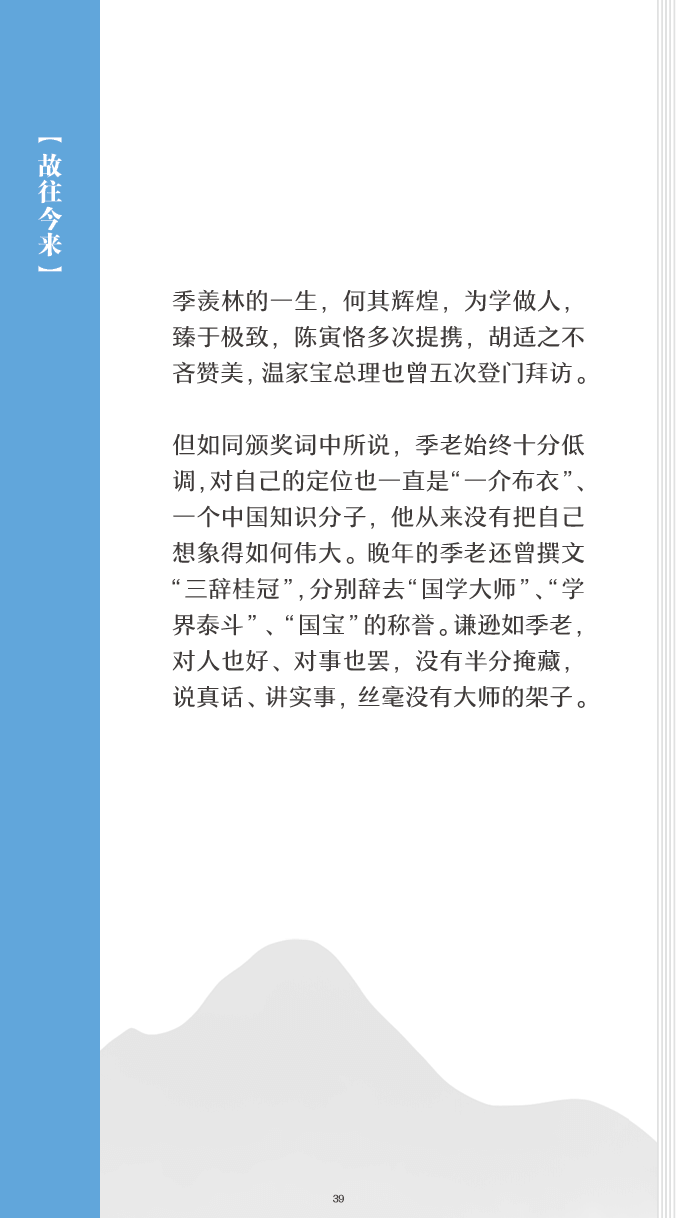 【故往今来】
季羡林的一生，何其辉煌，为学做人，
臻于极致，陈寅恪多次提携，胡适之不
吝赞美，温家宝总理也曾五次登门拜访。
但如同颁奖词中所说，季老始终十分低
调，对自己的定位也一直是“一介布衣”、
一个中国知识分子，他从来没有把自己
想象得如何伟大。晚年的季老还曾撰文
“三辞桂冠”，分别辞去“国学大师”、“学
界泰斗”、“国宝”的称誉。谦逊如季老，
对人也好、对事也罢，没有半分掩藏，
说真话、讲实事，丝毫没有大师的架子。
39